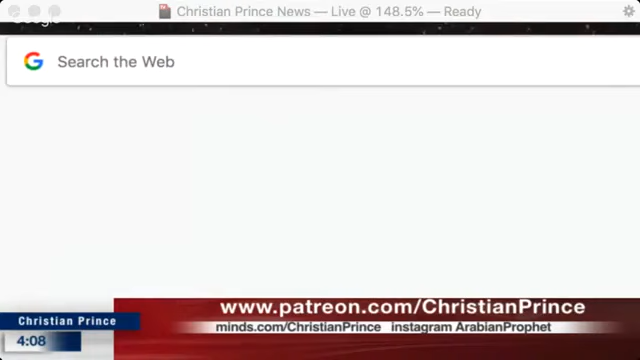 Christian Prince News — Live @ 148.5% — Ready
Search the Web
www.patreon.com/ChristianPrince
Christian Prince
minds.com/ChristianPrince instagram ArabianProphet
4:08